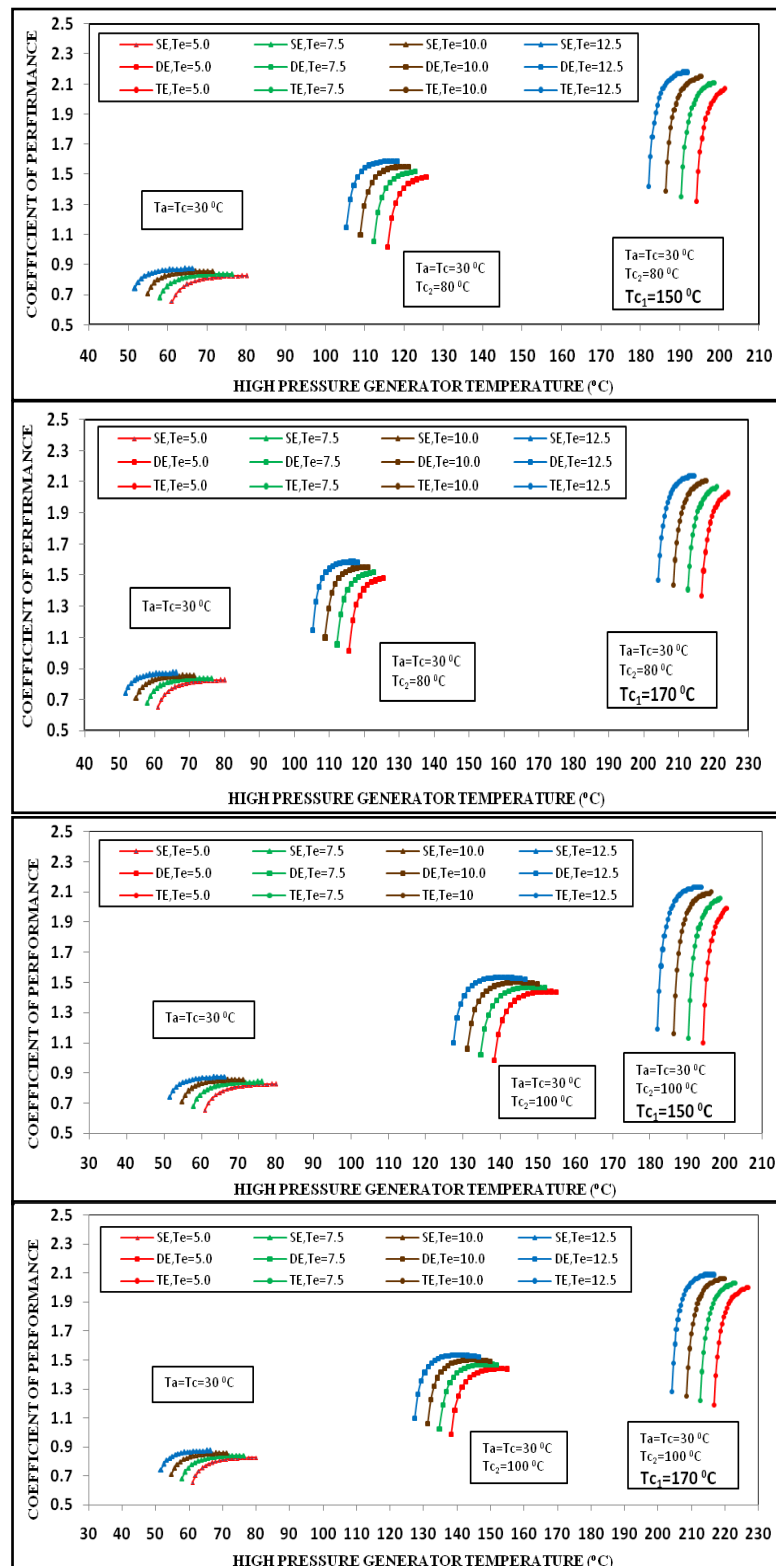 COEFFICIENT OF PERFIRMANCE
2.5
2.3
2.1
1.9
1.7
1.5
1.3
1.1
0.9
0.7
0.5
SE,Te=5.0 SE,Te=7.5 SE,Te=10.0 SE,Te=12.5
DE,Te=5.0 DE,Te=7.5 DE,Te=10.0 DE,Te=12.5
TE,Te=5.0 TE,Te=7.5 TE,Te=10.0 TE,Te=12.5
Ta=Tc=30 ⁰C
Ta=Tc=30 ⁰C
Tc₂=80 ⁰C
Ta=Tc=30 ⁰C
Tc₂=80 ⁰C
Tc₁=150 ⁰C
40 50 60 70 80 90 100 110 120 130 140 150 160 170 180 190 200 210
HIGH PRESSURE GENERATOR TEMPERATURE (⁰C)
COEFFICIENT OF PERFIRMANCE
2.5
2.3
2.1
1.9
1.7
1.5
1.3
1.1
0.9
0.7
0.5
SE,Te=5.0 SE,Te=7.5 SE,Te=10.0 SE,Te=12.5
DE,Te=5.0 DE,Te=7.5 DE,Te=10.0 DE,Te=12.5
TE,Te=5.0 TE,Te=7.5 TE,Te=10.0 TE,Te=12.5
Ta=Tc=30 ⁰C
Ta=Tc=30 ⁰C
Tc₂=80 ⁰C
Ta=Tc=30 ⁰C
Tc₂=80 ⁰C
Tc₁=170 ⁰C
40 50 60 70 80 90 100 110 120 130 140 150 160 170 180 190 200 210 220 230
HIGH PRESSURE GENERATOR TEMPERATURE (⁰C)
COEFFICIENT OF PERFORMANCE
2.5
2.3
2.1
1.9
1.7
1.5
1.3
1.1
0.9
0.7
0.5
SE,Te=5.0 SE,Te=7.5 SE,Te=10.0 SE,Te=12.5
DE,Te=5.0 DE,Te=7.5 DE,Te=10.0 DE,Te=12.5
TE,Te=5.0 TE,Te=7.5 TE,Te=10 TE,Te=12.5
Ta=Tc=30 ⁰C
Ta=Tc=30 ⁰C
Tc₂=100 ⁰C
Ta=Tc=30 ⁰C
Tc₂=100 ⁰C
Tc₁=150 ⁰C
30 40 50 60 70 80 90 100 110 120 130 140 150 160 170 180 190 200 210
HIGH PRESSURE GENERATOR TEMPERATURE (⁰C)
COEFFICIENT OF PERFORMANCE
2.5
2.3
2.1
1.9
1.7
1.5
1.3
1.1
0.9
0.7
0.5
SE,Te=5.0 SE,Te=7.5 SE,Te=10.0 SE,Te=12.5
DE,Te=5.0 DE,Te=7.5 DE,Te=10.0 DE,Te=12.5
TE,Te=5.0 TE,Te=7.5 TE,Te=10.0 TE,Te=12.5
Ta=Tc=30 ⁰C
Ta=Tc=30 ⁰C
Tc₂=100 ⁰C
Ta=Tc=30 ⁰C
Tc₂=100 ⁰C
Tc₁=170 ⁰C
30 40 50 60 70 80 90 100 110 120 130 140 150 160 170 180 190 200 210 220 230
HIGH PRESSURE GENERATOR TEMPERATURE (⁰C)